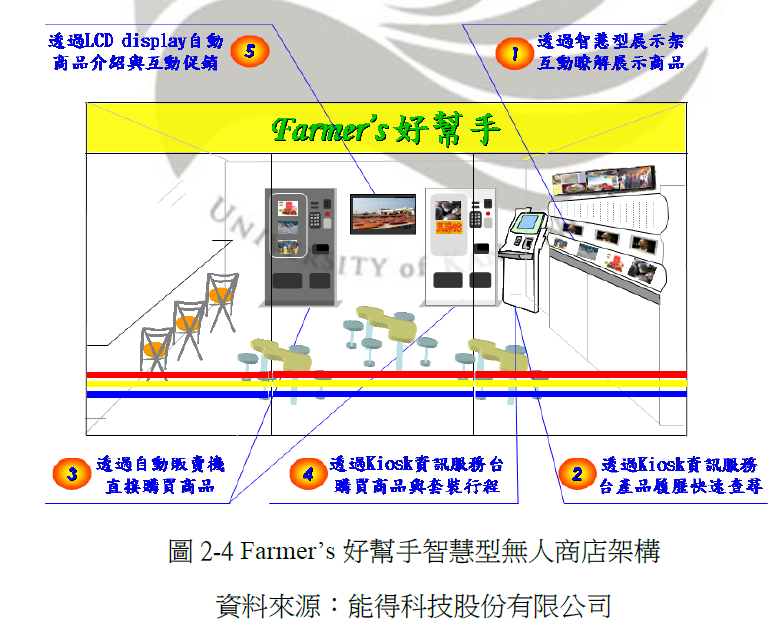 透過LCD display自動
商品介紹與互動促銷
5
1
透過智慧型展示架
互動瞭解展示商品
Farmer's好幫手
UNIVERSITY of K
3
透過自動販賣機
直接購買商品
4
透過Kiosk資訊服務台
購買商品與套裝行程
2
透過Kiosk資訊服務
台產品履歷快速查尋
圖 2-4 Farmer's 好幫手智慧型無人商店架構
資料來源：能得科技股份有限公司